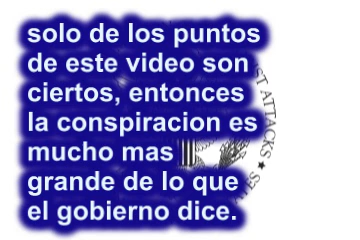 solo de los puntos
de este video son
ciertos, entonces
la conspiracion es
mucho mas
grande de lo que
el gobierno dice.
ATTACKS